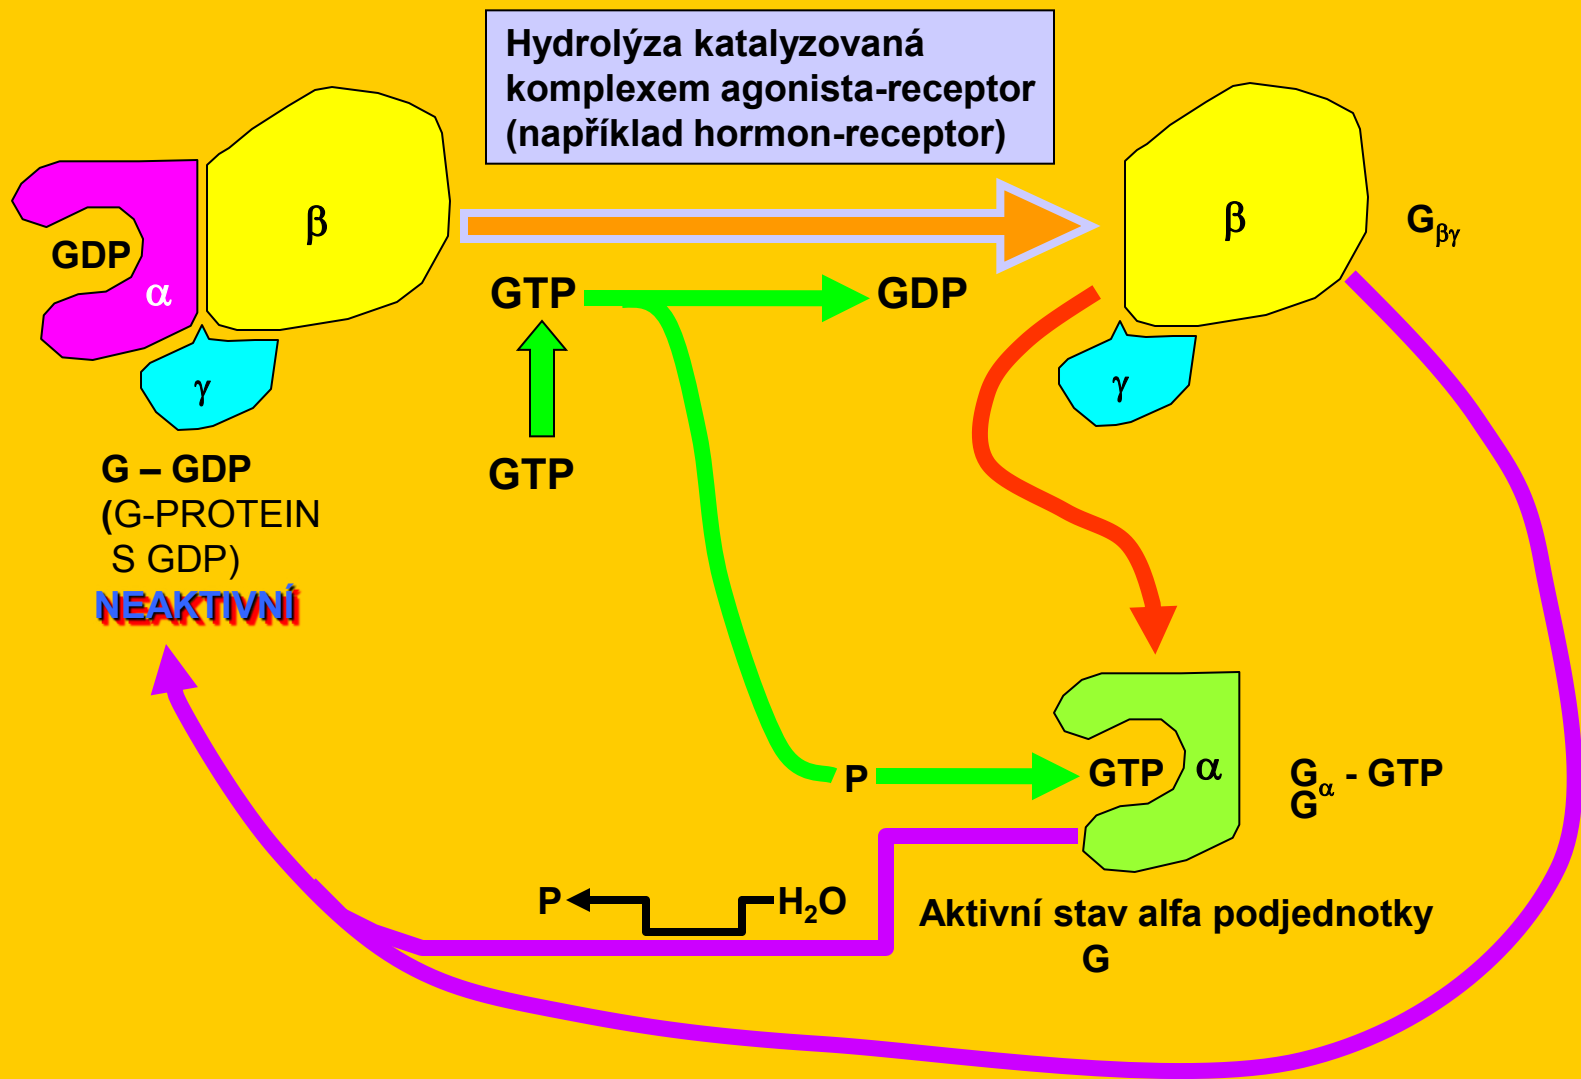 Hydrolýza katalyzovaná
komplexem agonista-receptor
(například hormon-receptor)
GDP
α
β
γ
G – GDP
(G-PROTEIN
S GDP)
NEAKTIVNÍ
GTP
GDP
GTP
β
γ
Gβγ
P
GTP
α
Gα - GTP
G
P
H2O
Aktivní stav alfa podjednotky
G